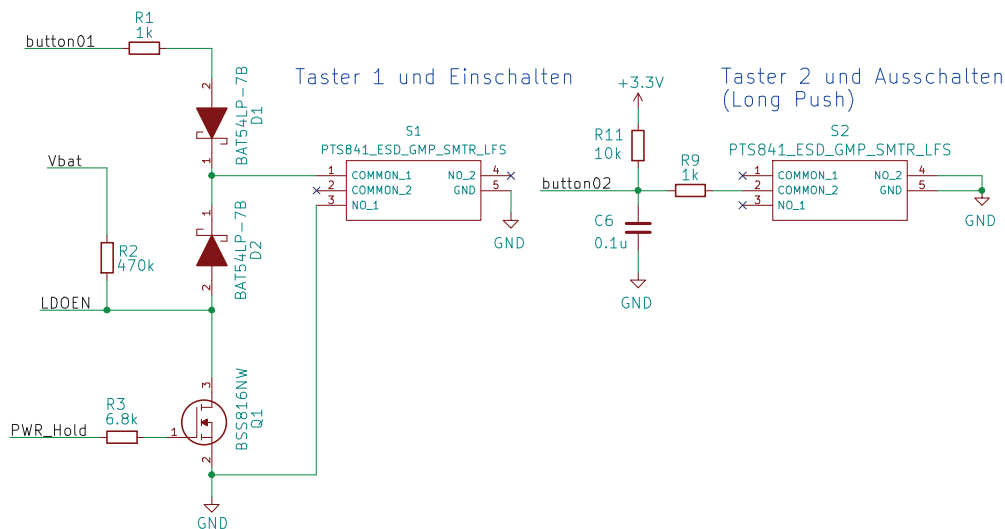 R1
1k
button01
2
BAT54LP-7B
D1
1
Taster 1 und Einschalten
Vbat
S1
PTS841_ESD_GMP_SMTR_LFS
1 COMMON_1 NO_2 4
2 COMMON_2 GND 5
3 NO_1
GND
1
BAT54LP-7B
D2
2
R2
470k
LDOEN
3
BSS816NW
Q1
R3
6.8k
PWR_Hold
1
2
GND
+3.3V
R11
10k
R9
1k
button02
C6
0.1u
GND
Taster 2 und Ausschalten
(Long Push)
S2
PTS841_ESD_GMP_SMTR_LFS
1 COMMON_1 NO_2 4
2 COMMON_2 GND 5
3 NO_1
GND